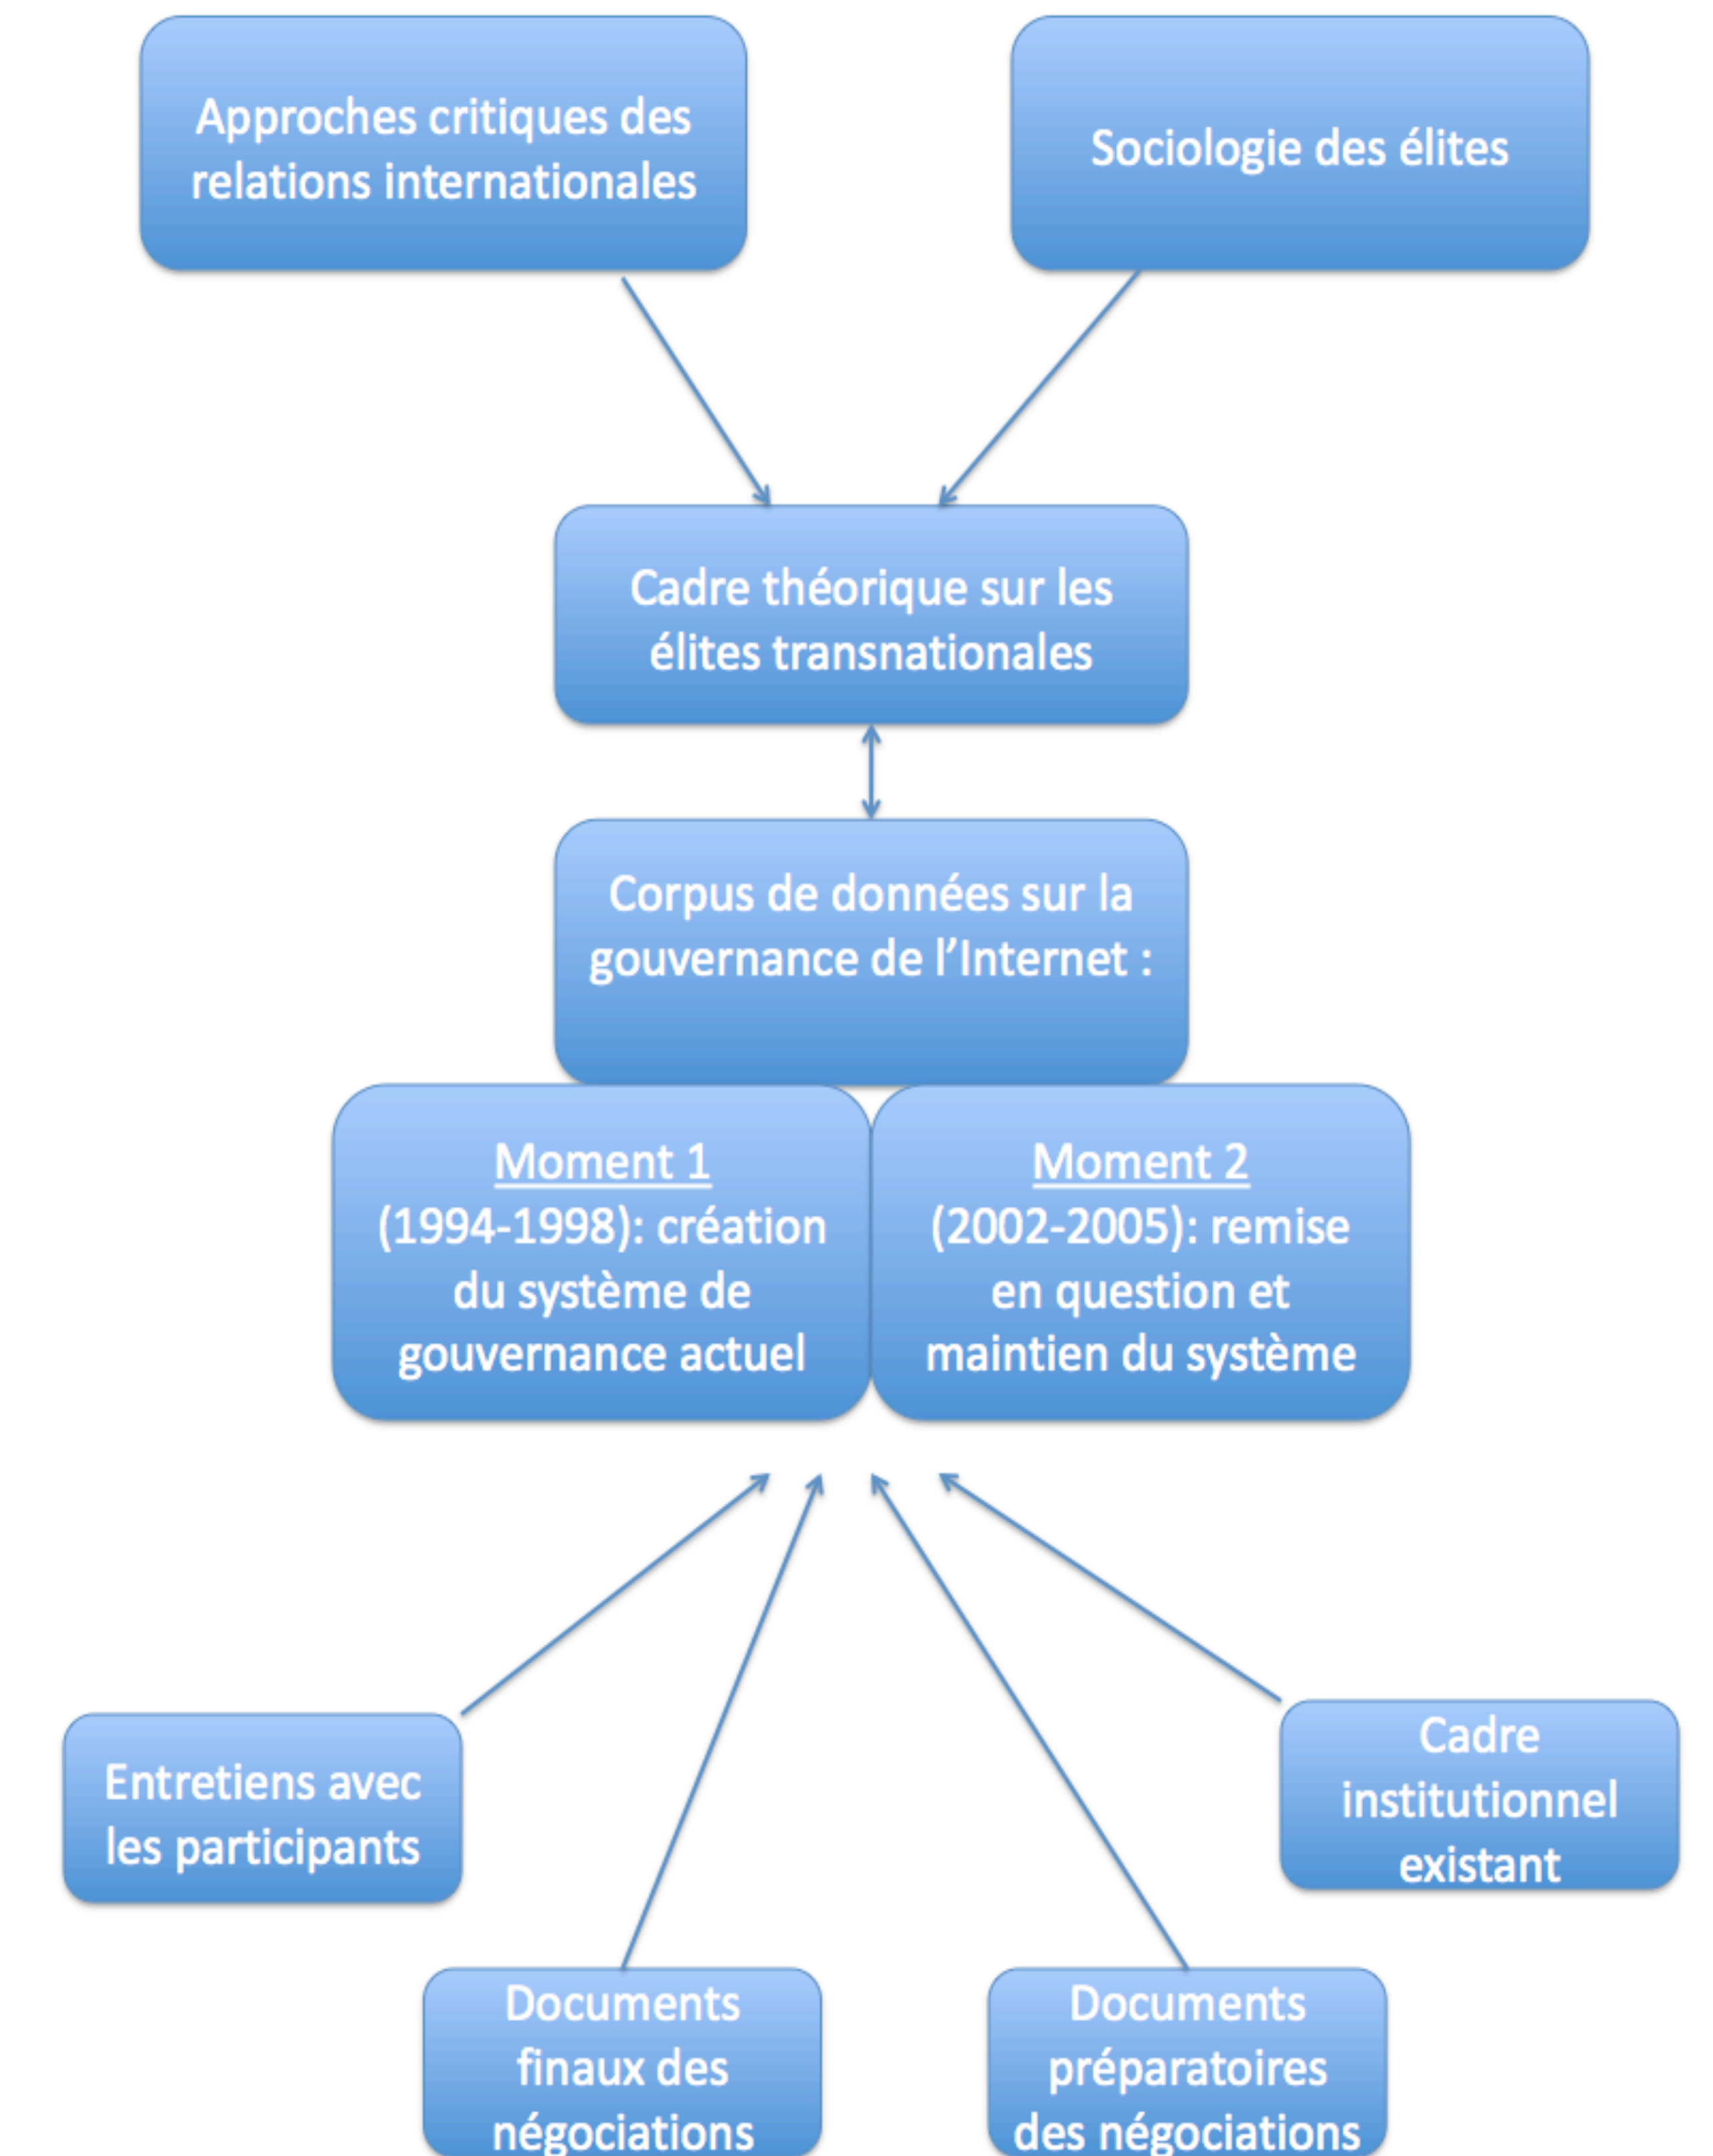 Approches critiques des
relations internationales
Sociologie des élites
Cadre théorique sur les
élites transnationales
Corpus de données sur la
gouvernance de l’Internet :
Moment 1
(1994-1998): création
du système de
gouvernance actuel
Moment 2
(2002-2005): remise
en question et
maintien du système
Entretiens avec
les participants
Cadre
institutionnel
existant
Documents
finaux des
négociations
Documents
préparatoires
des négociations